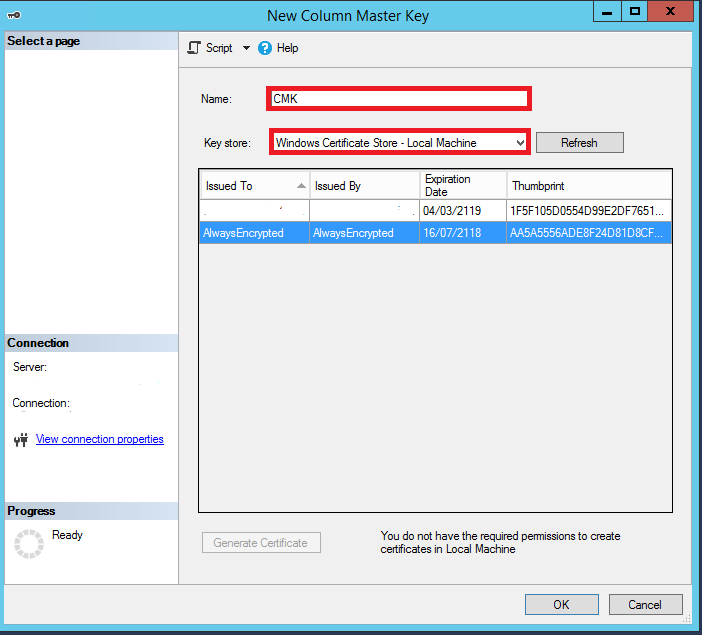 New Column Master Key
Select a page
Script
Help
Name:
CMK
Key store:
Windows Certificate Store - Local Machine
Refresh
Issued To Issued By Expiration Date Thumbprint
04/03/2119 1F5F105D0554D99E2DF7651...
AlwaysEncrypted AlwaysEncrypted 16/07/2118 AA5A5556ADE8F24D81D8CF...
Connection
Server:
Connection:
View connection properties
Progress
Ready
Generate Certificate
You do not have the required permissions to create
certificates in Local Machine
OK
Cancel